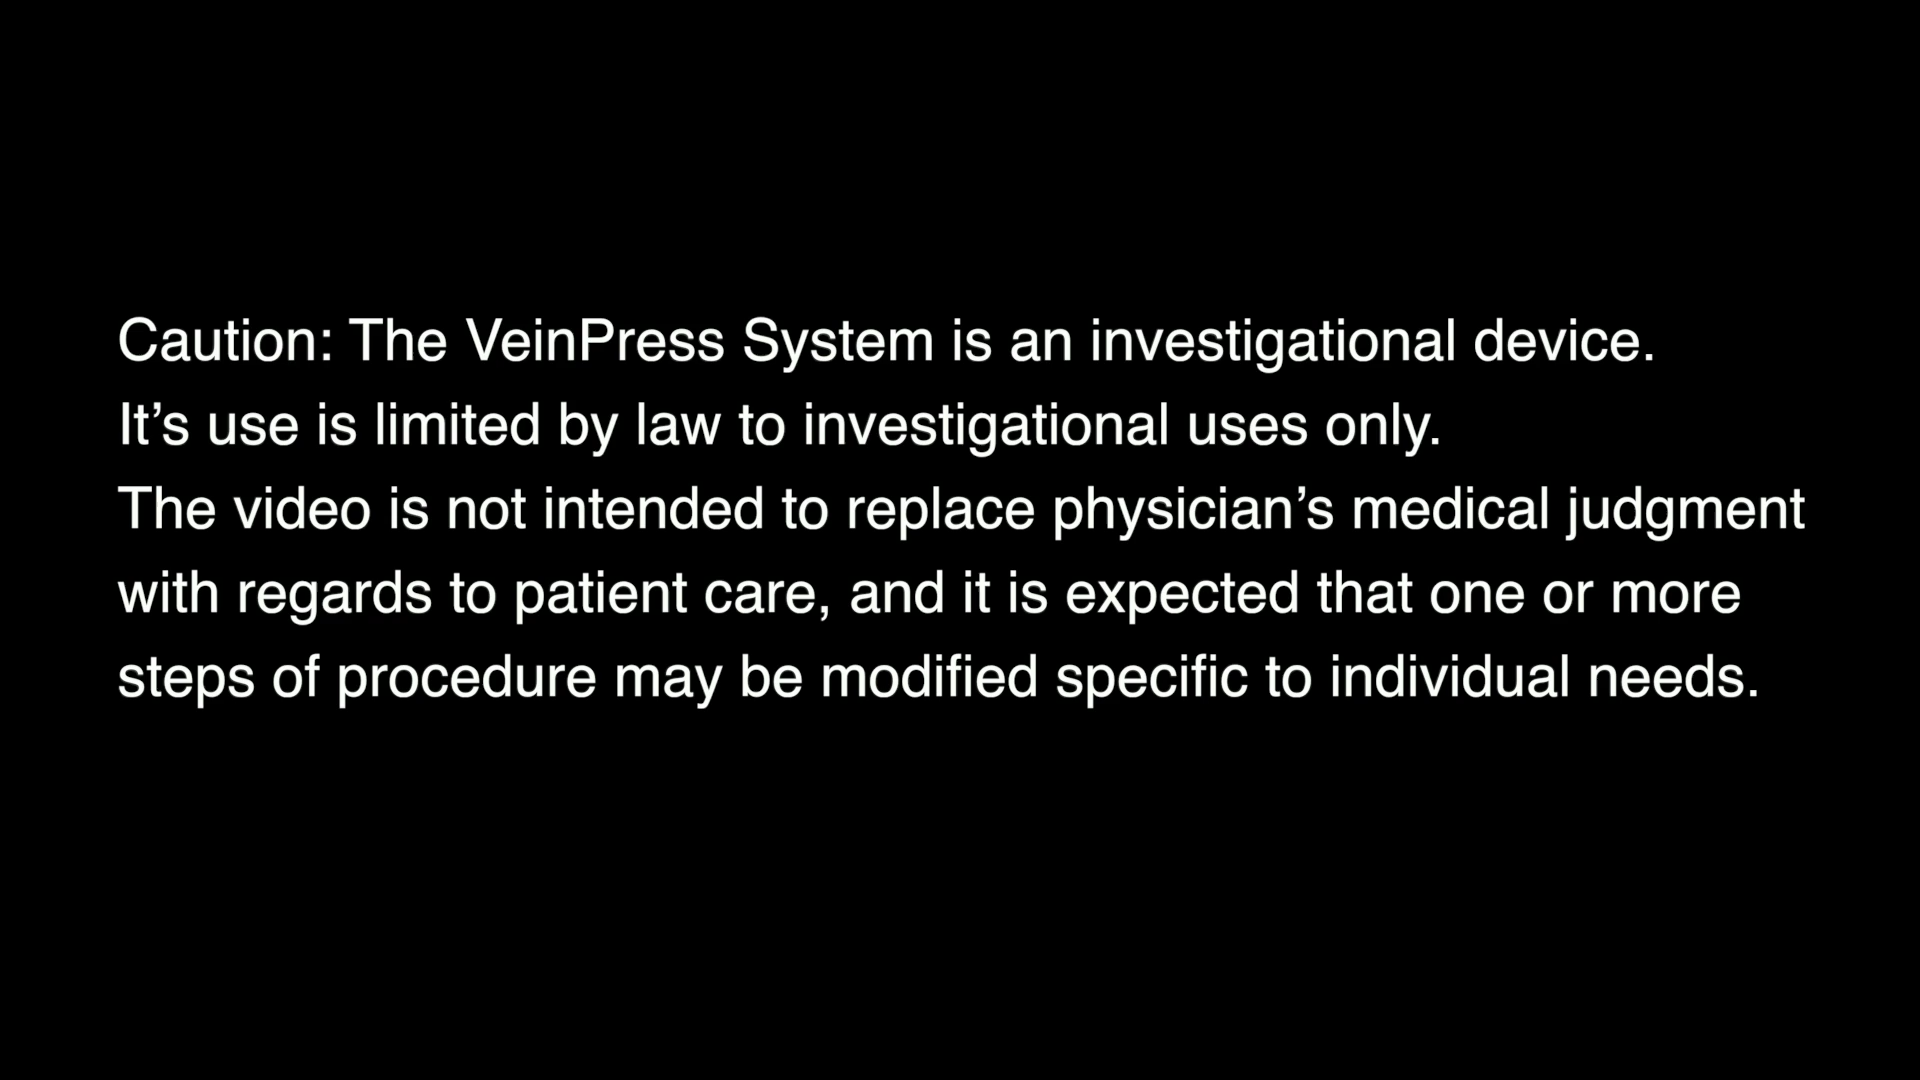 Caution: The VeinPress System is an investigational device.
It’s use is limited by law to investigational uses only.
The video is not intended to replace physician’s medical judgment
with regards to patient care, and it is expected that one or more
steps of procedure may be modified specific to individual needs.